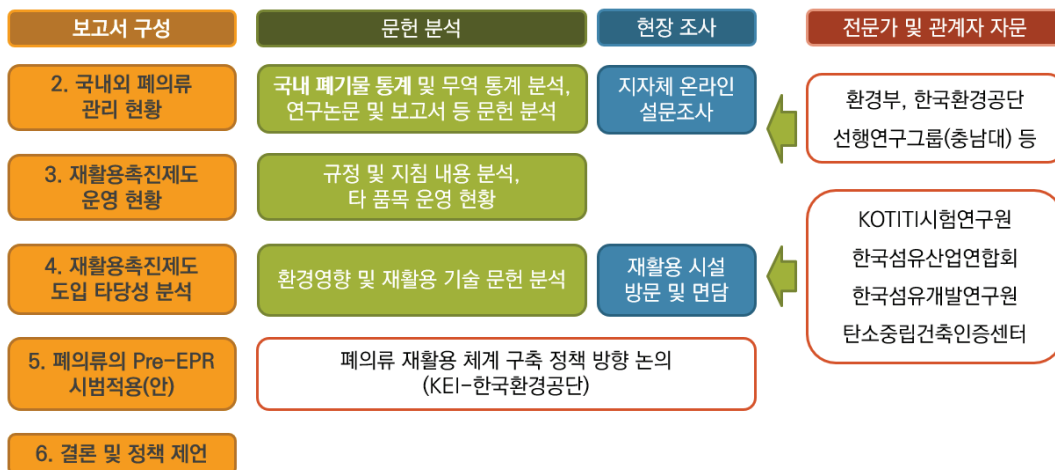 보고서 구성
문헌 분석
현장 조사
전문가 및 관계자 자문
2. 국내외 폐의류
관리 현황
국내 폐기물 통계 및 무역 통계 분석,
연구논문 및 보고서 등 문헌 분석
지자체 온라인
설문조사
환경부, 한국환경공단
선행연구그룹(충남대) 등
3. 재활용촉진제도
운영 현황
규정 및 지침 내용 분석,
타 품목 운영 현황
4. 재활용촉진제도
도입 타당성 분석
환경영향 및 재활용 기술 문헌 분석
재활용 시설
방문 및 면담
KOTITI시험연구원
한국섬유산업연합회
한국섬유개발연구원
탄소중립건축인증센터
5. 폐의류의 Pre-EPR
시범적용(안)
폐의류 재활용 체계 구축 정책 방향 논의
(KEI-한국환경공단)
6. 결론 및 정책 제언